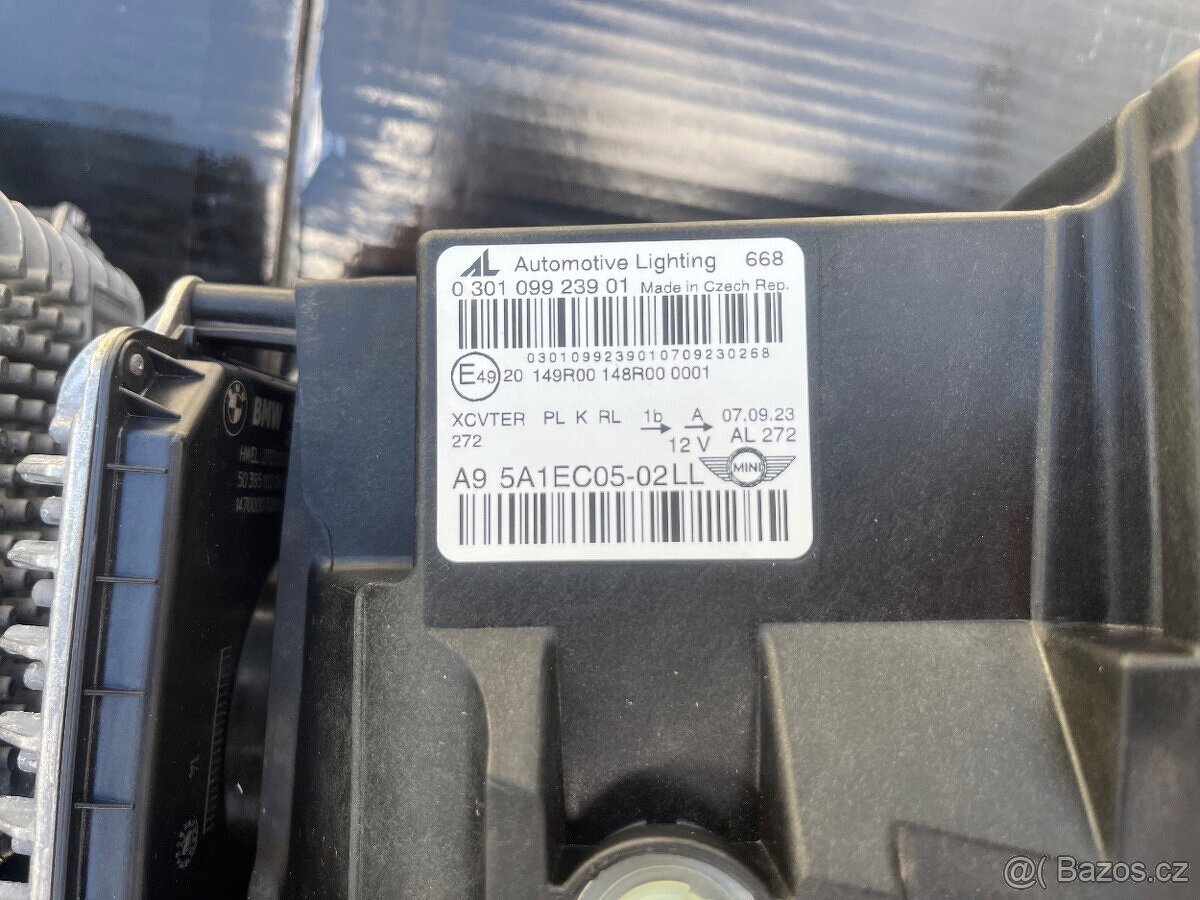 AL Automotive Lighting 668
0 301 099 239 01 Made in Czech Rep.
0301099239010709230268
E49 20 149R00 148R00 0001
XCVTER PL K RL 1b A 07.09.23
272 12 V AL 272
A9 5A1EC05-02LL MINI
BMW
@( Bazos.cz